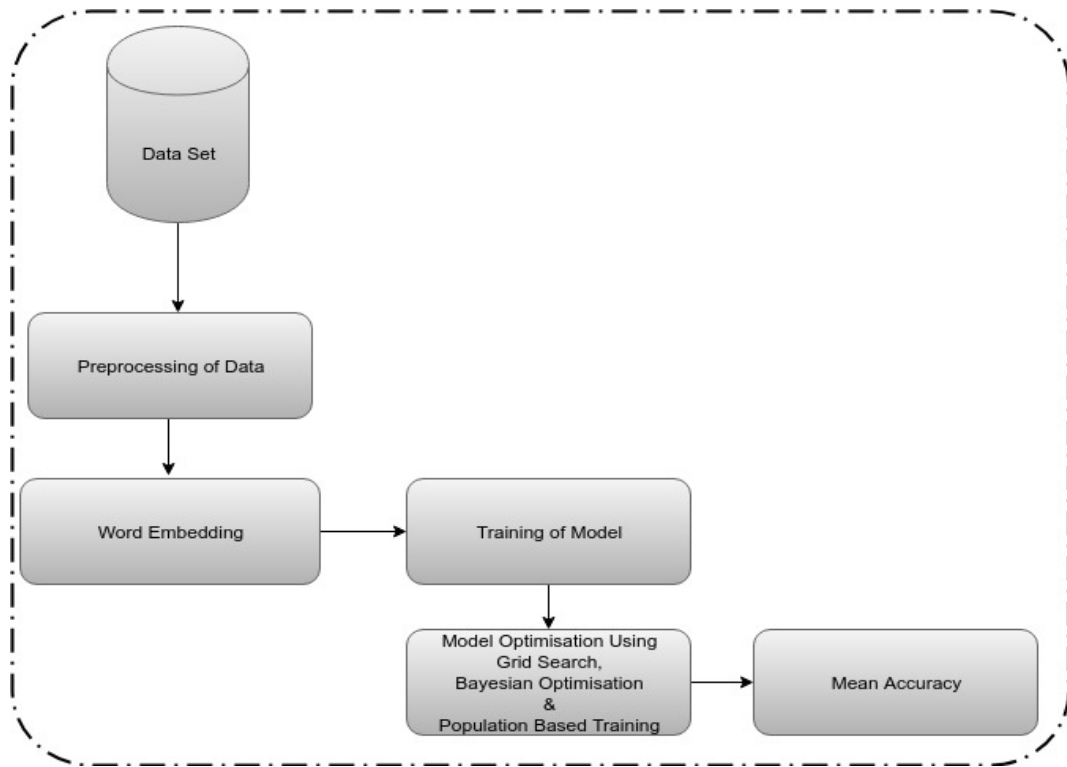 Data Set
Preprocessing of Data
Word Embedding
Training of Model
Model Optimisation Using
Grid Search,
Bayesian Optimisation
&
Population Based Training
Mean Accuracy